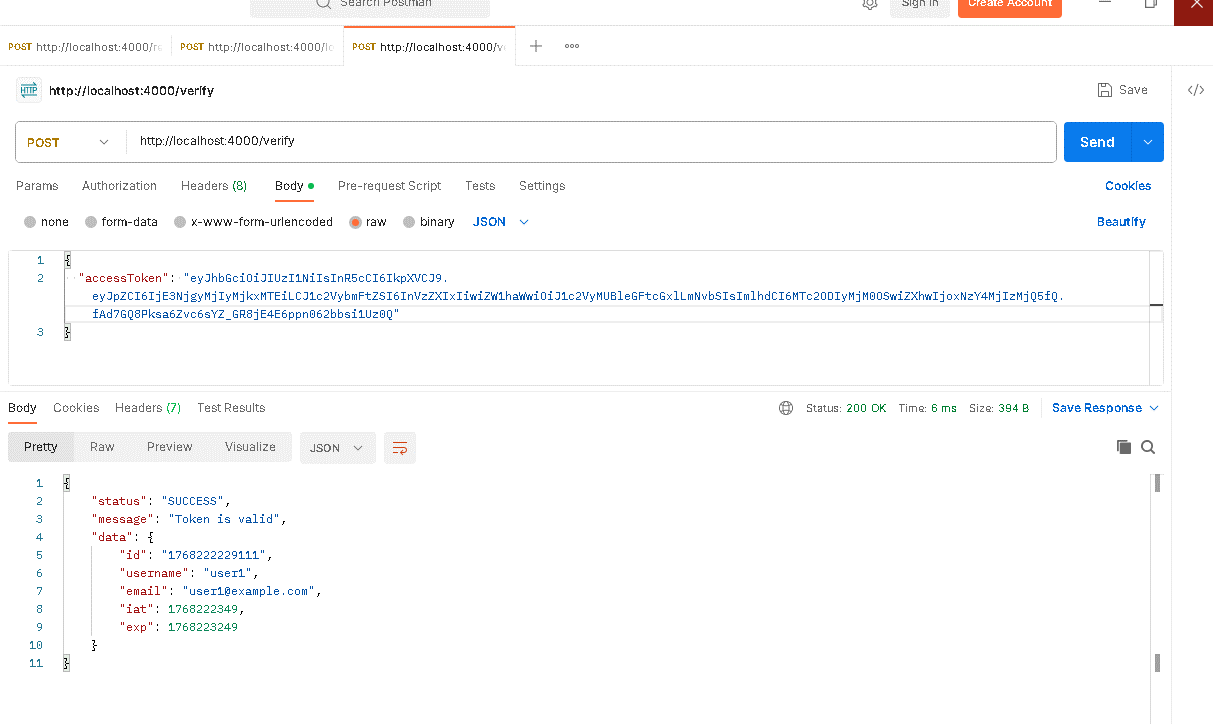 Search Postman
Sign In
Create Account
POST http://localhost:4000/re
POST http://localhost:4000/lo
POST http://localhost:4000/ve
HTTP http://localhost:4000/verify
Save
POST
http://localhost:4000/verify
Send
Params Authorization Headers (8) Body Pre-request Script Tests Settings
Cookies
none form-data x-www-form-urlencoded raw binary JSON
Beautify
1 {
2 "accessToken": "eyJhbGciOiJIUzI1NiIsInR5cCI6IkpXVCJ9.
eyJpZCI6IjE3NjgyMjIyMjkxMTEiLCJ1c2VybmFtZSI6InVzZXIxIiwiZW1haWwiOiJ1c2VyMUBleGFtcGxlLmNvbSIsImlhdCI6MTc2ODIyMjM0OSwiZXhwIjoxNzY4MjIzMjQ5fQ.
fAd7GQ8Pksa6Zvc6sYZ_GR8jE4E6ppn062bbsi1Uz0Q"
3 }
Body Cookies Headers (7) Test Results
Status: 200 OK Time: 6 ms Size: 394 B
Save Response
Pretty Raw Preview Visualize JSON
1 {
2 "status": "SUCCESS",
3 "message": "Token is valid",
4 "data": {
5 "id": "1768222229111",
6 "username": "user1",
7 "email": "user1@example.com",
8 "iat": 1768222349,
9 "exp": 1768223249
10 }
11 }